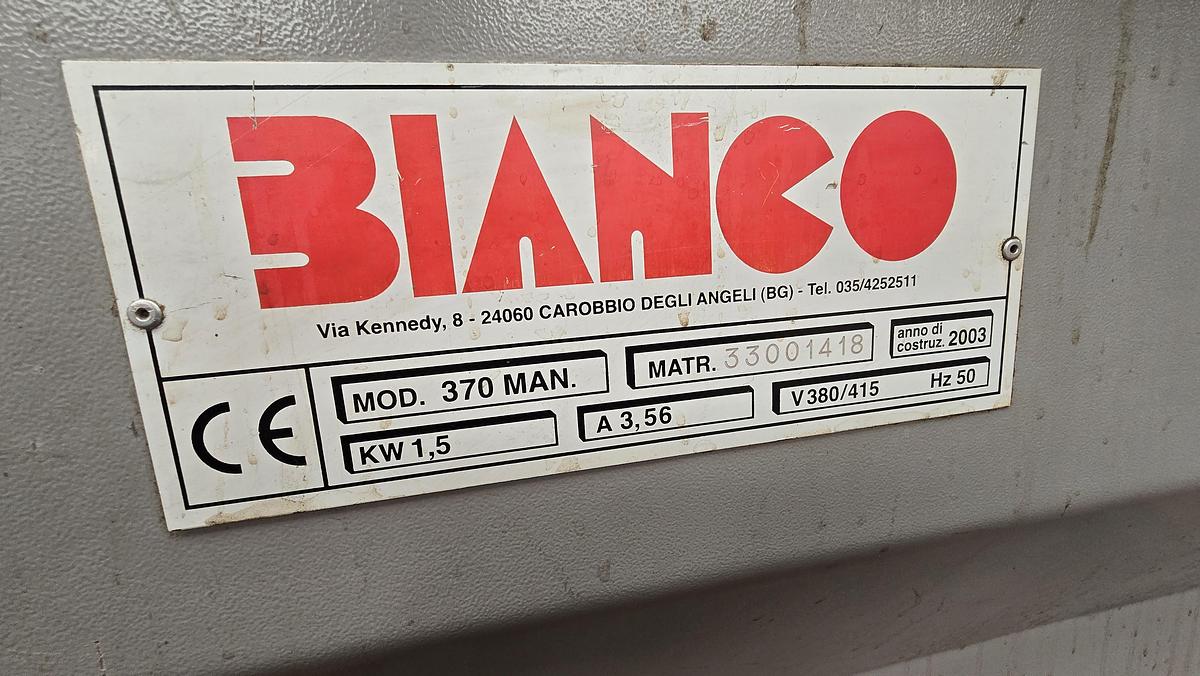 BIANCO
Via Kennedy, 8 - 24060 CAROBBIO DEGLI ANGELI (BG) - Tel. 035/4252511
MOD. 370 MAN.
MATR. 33001418
anno di
costruz. 2003
CE
KW 1,5
A 3,56
V 380/415 Hz 50